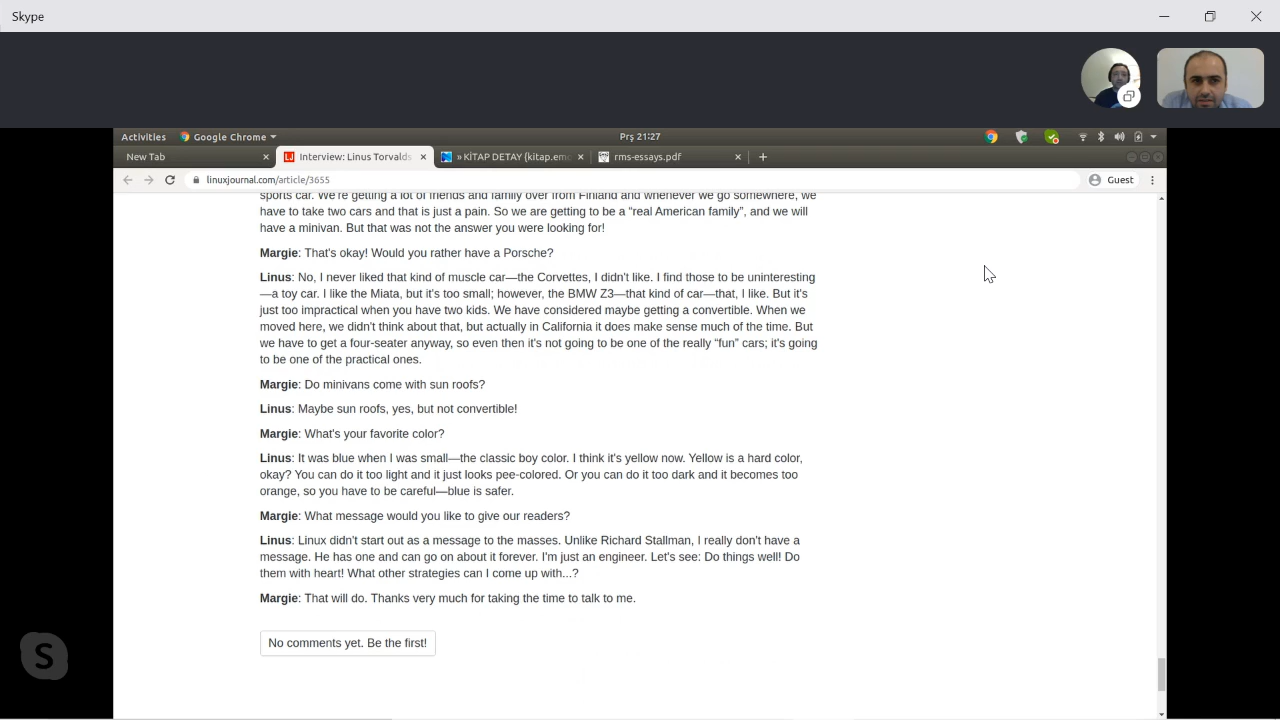 Skype
Activities Google Chrome Prş 21:27
New Tab Interview: Linus Torvalds » KİTAP DETAY (kitap.emo rms-essays.pdf
linuxjournal.com/article/3655 Guest
sports car. We're getting a lot of friends and family over from Finland and whenever we go somewhere, we
have to take two cars and that is just a pain. So we are getting to be a “real American family”, and we will
have a minivan. But that was not the answer you were looking for!
Margie: That's okay! Would you rather have a Porsche?
Linus: No, I never liked that kind of muscle car—the Corvettes, I didn't like. I find those to be uninteresting
—a toy car. I like the Miata, but it's too small; however, the BMW Z3—that kind of car—that, I like. But it's
just too impractical when you have two kids. We have considered maybe getting a convertible. When we
moved here, we didn't think about that, but actually in California it does make sense much of the time. But
we have to get a four-seater anyway, so even then it's not going to be one of the really “fun” cars; it's going
to be one of the practical ones.
Margie: Do minivans come with sun roofs?
Linus: Maybe sun roofs, yes, but not convertible!
Margie: What's your favorite color?
Linus: It was blue when I was small—the classic boy color. I think it's yellow now. Yellow is a hard color,
okay? You can do it too light and it just looks pee-colored. Or you can do it too dark and it becomes too
orange, so you have to be careful—blue is safer.
Margie: What message would you like to give our readers?
Linus: Linux didn't start out as a message to the masses. Unlike Richard Stallman, I really don't have a
message. He has one and can go on about it forever. I'm just an engineer. Let's see: Do things well! Do
them with heart! What other strategies can I come up with...?
Margie: That will do. Thanks very much for taking the time to talk to me.
No comments yet. Be the first!
S